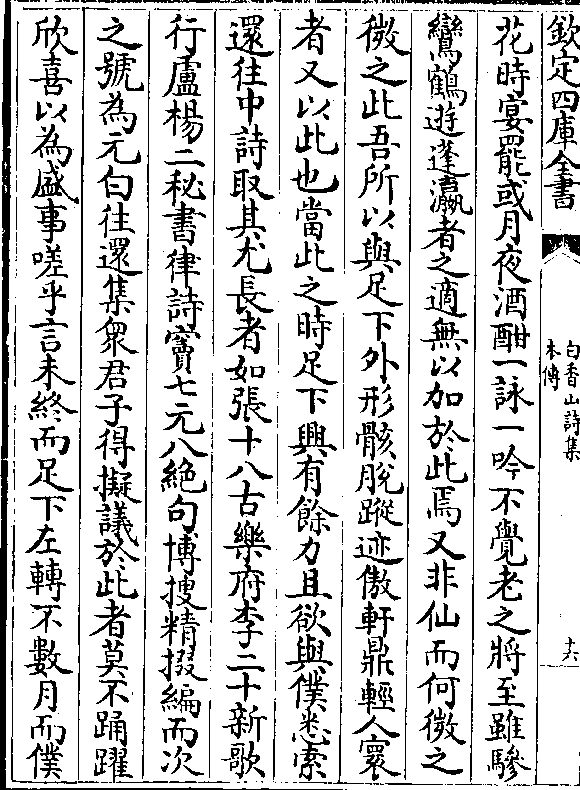 欽定四庫全書
白香山詩集
本傳
十六
花時宴罷或月夜酒酣一詠一吟不覺老之將至雖驂
鸞鶴遊蓬瀛者之適無以加於此焉又非仙而何微之
微之此吾所以與足下外形骸脫蹤迹傲軒鼎輕人寰
者又以此也當此之時足下興有餘力且欲與僕悉索
還往中詩取其尤長者如張十八古樂府李二十新歌
行盧楊二秘書律詩竇七元八絶句博搜精掇編而次
之號為元白往還集衆君子得擬議於此者莫不踊躍
欣喜以為盛事嗟乎言未終而足下左轉不數月而僕